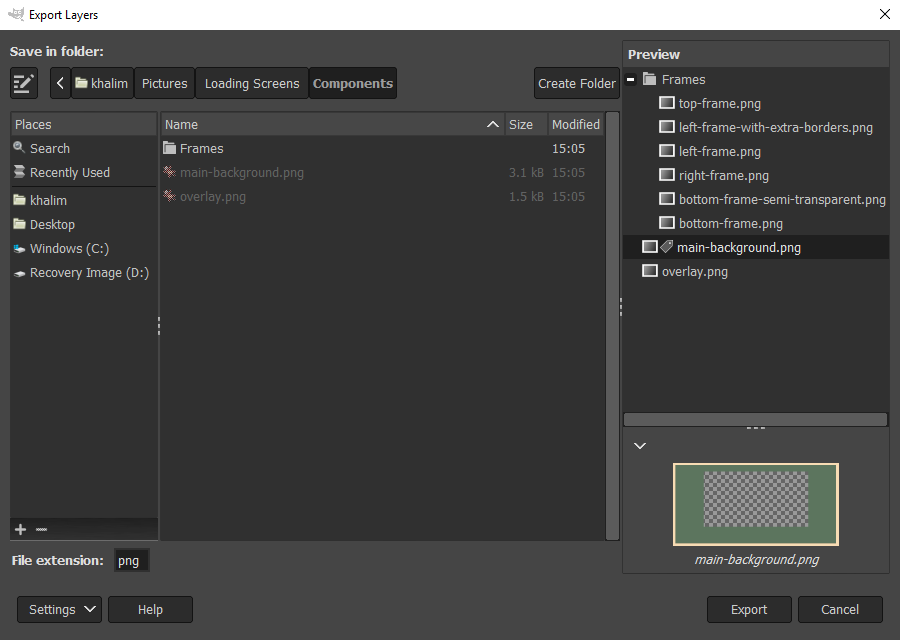 Export Layers
Save in folder:
khalim Pictures Loading Screens Components Create Folder
Places
Search
Recently Used
khalim
Desktop
Windows (C:)
Recovery Image (D:)
Name Size Modified
Frames 15:05
main-background.png 3.1 kB 15:05
overlay.png 1.5 kB 15:05
Preview
Frames
top-frame.png
left-frame-with-extra-borders.png
left-frame.png
right-frame.png
bottom-frame-semi-transparent.png
bottom-frame.png
main-background.png
overlay.png
main-background.png
File extension: png
Settings Help Export Cancel